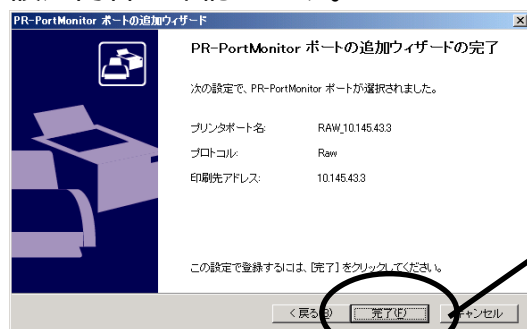 PR-PortMonitor ポートの追加ウィザード
PR-PortMonitor ポートの追加ウィザードの完了
次の設定で、PR-PortMonitor ポートが選択されました。
プリンタポート名: RAW_10.145.43.3
プロトコル: Raw
印刷先アドレス: 10.145.43.3
この設定で登録するには、[完了] をクリックしてください。
< 戻る(B) 完了(F) キャンセル